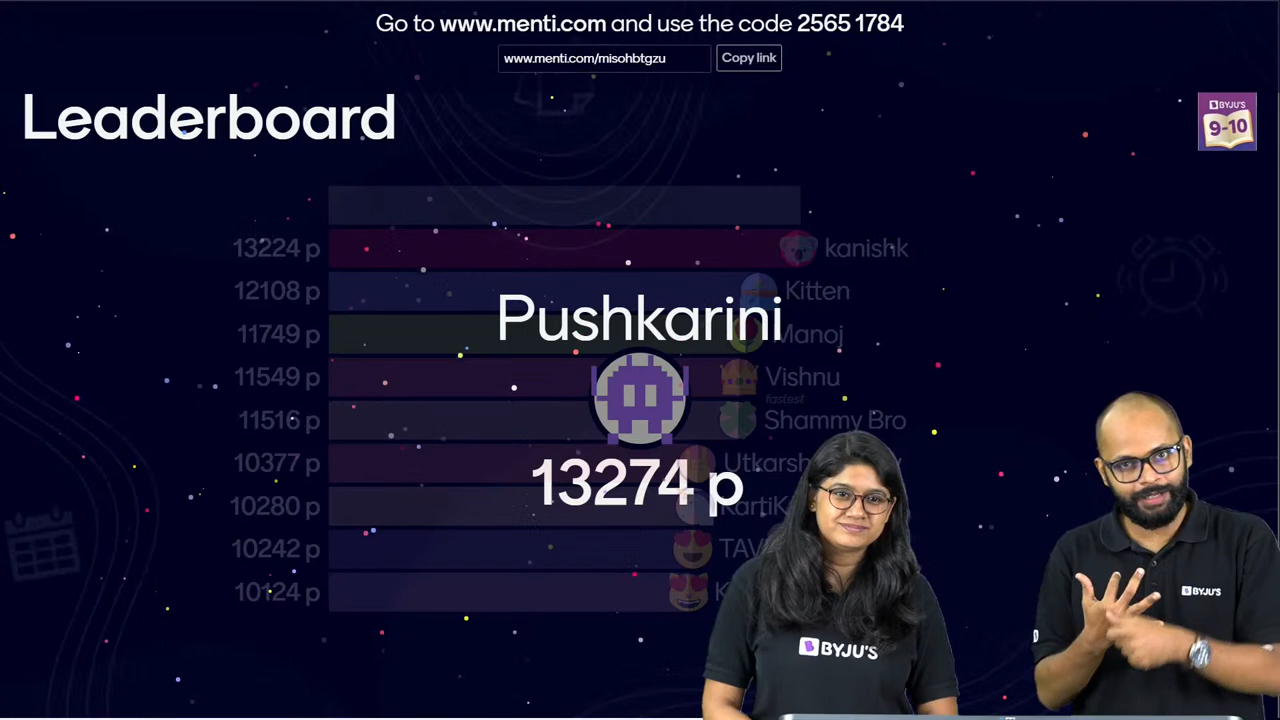 Go to www.menti.com and use the code 2565 1784
www.menti.com/misohbtgzu
Copy link
Leaderboard
BYJU'S
9-10
13224 p
kanishk
12108 p
Kitten
Pushkarini
11749 p
Manoj
11549 p
Vishnu
fastest
11516 p
Shammy Bro
10377 p
Utkarsh
13274 p
10280 p
10242 p
10124 p
BYJU'S
BYJU'S